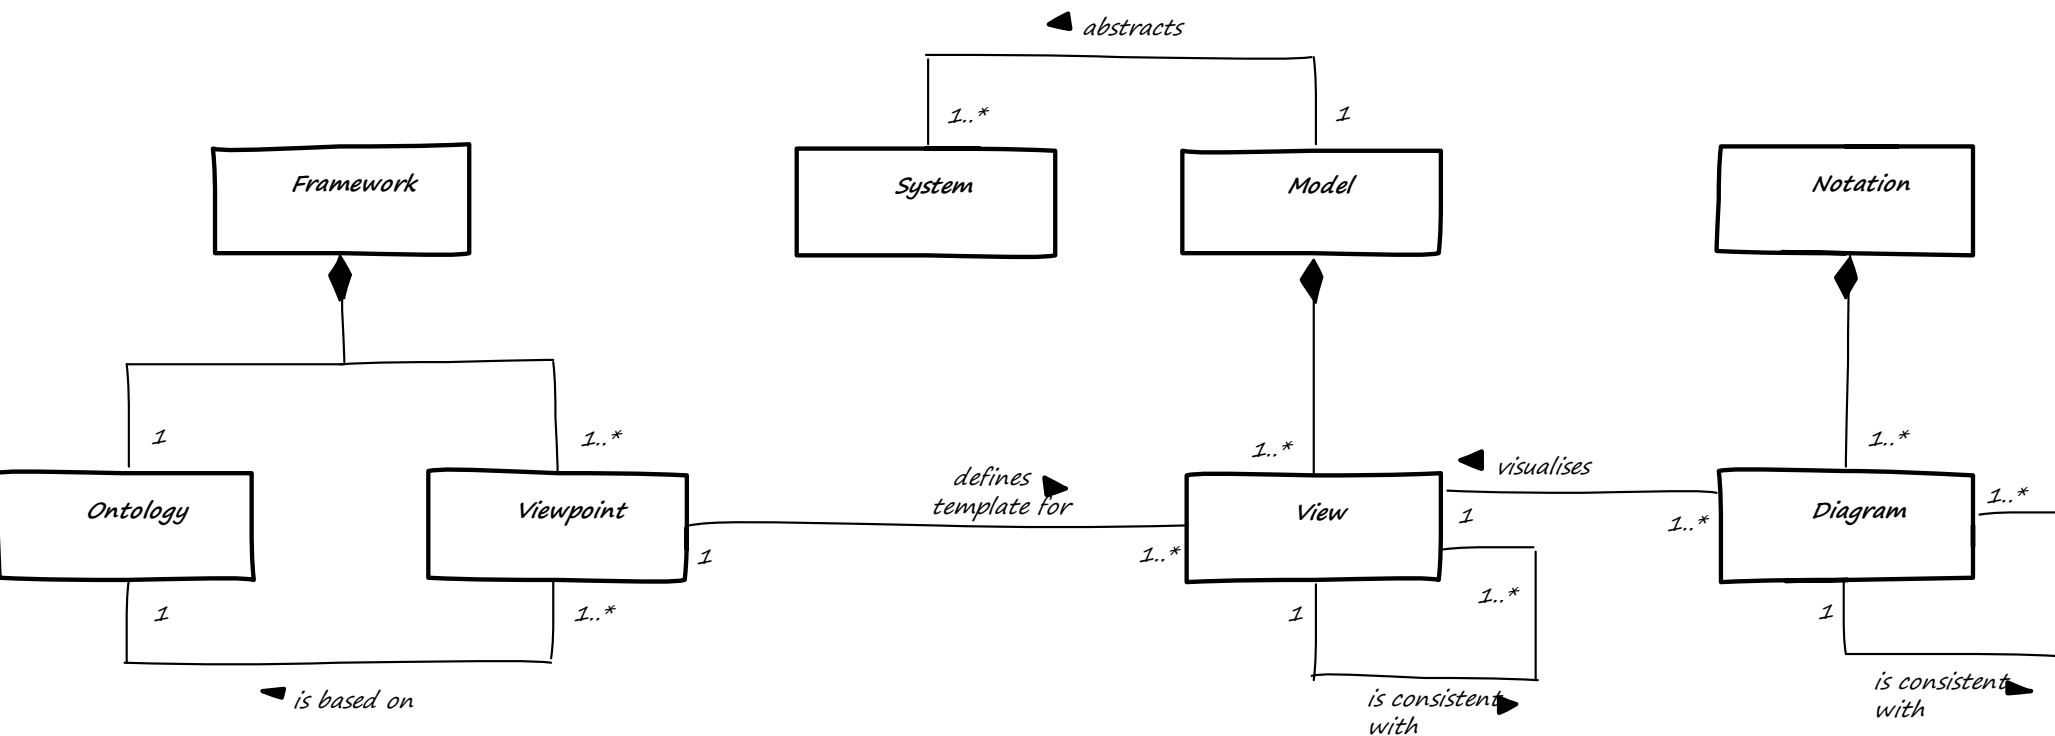 abstracts
1..*
1
Framework
System
Model
Notation
1
1..*
1..*
1..*
Ontology
Viewpoint
defines
template for
1
1..*
View
visualises
1
1..*
Diagram
1..*
1
1..*
is based on
1
1..*
is consistent
with
1
is consistent
with